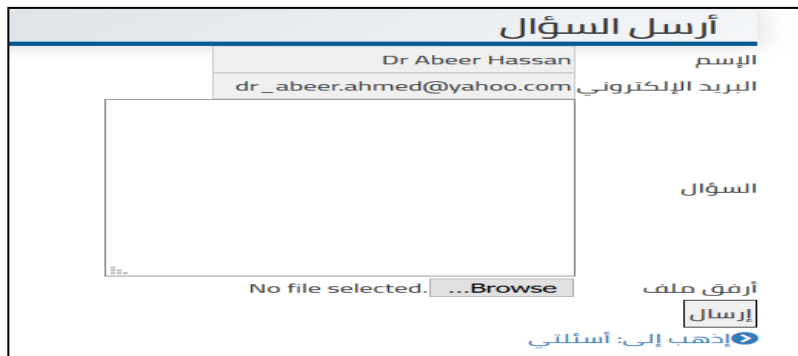 أرسل السؤال
الإسم Dr Abeer Hassan
البريد الإلكتروني dr_abeer.ahmed@yahoo.com
السؤال
أرفق ملف Browse... No file selected.
إرسال
إذهب إلى: أسئلتي